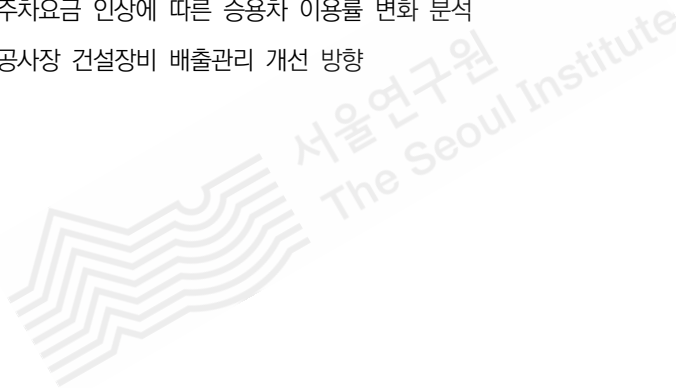 주차요금 인상에 따른 승용차 이용률 변화 분석
공사장 건설장비 배출관리 개선 방향
서울연구원
The Seoul Institute